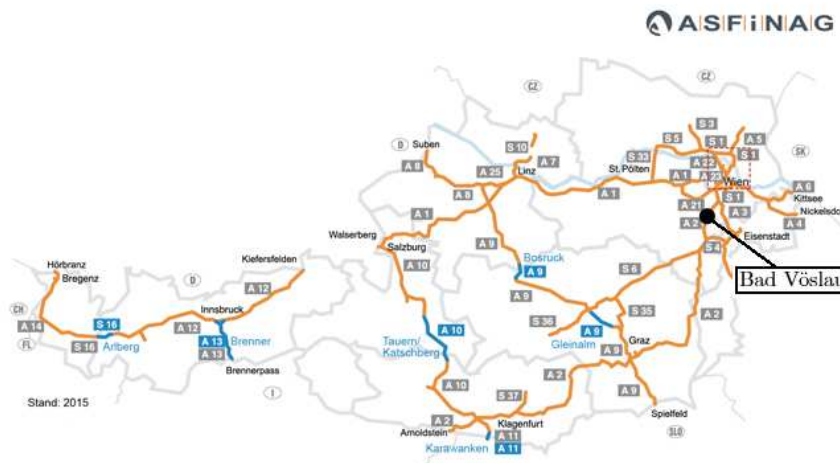 ASFiNAG
CZ
CZ
S 3
D
Suben
S 10
S 5
S 1
A 5
A 7
S 33
S 1
SK
A 8
A 25
Linz
St. Pölten
A 1
A 22
A 23
Wien
A 6
Kittsee
A 8
A 1
S 1
A 21
A 3
Nickelsdo
A 4
A 1
A 2
Eisenstadt
Walserberg
Salzburg
A 9
S 4
Kiefersfelden
A 10
Bosruck
A 9
S 6
Bad Vöslau
Hörbranz
Bregenz
D
A 12
A 9
CH
Innsbruck
S 35
A 2
A 14
S 16
A 12
A 13
Brenner
A 10
S 36
A 9
FL
S 16
Arlberg
A 13
Tauern/
Katschberg
Gleinalm
A 9
Graz
Brennerpass
A 10
A 2
I
S 37
A 9
Stand: 2015
A 2
Klagenfurt
Spielfeld
Arnoldstein
A 11
SLO
Karawanken
A 11